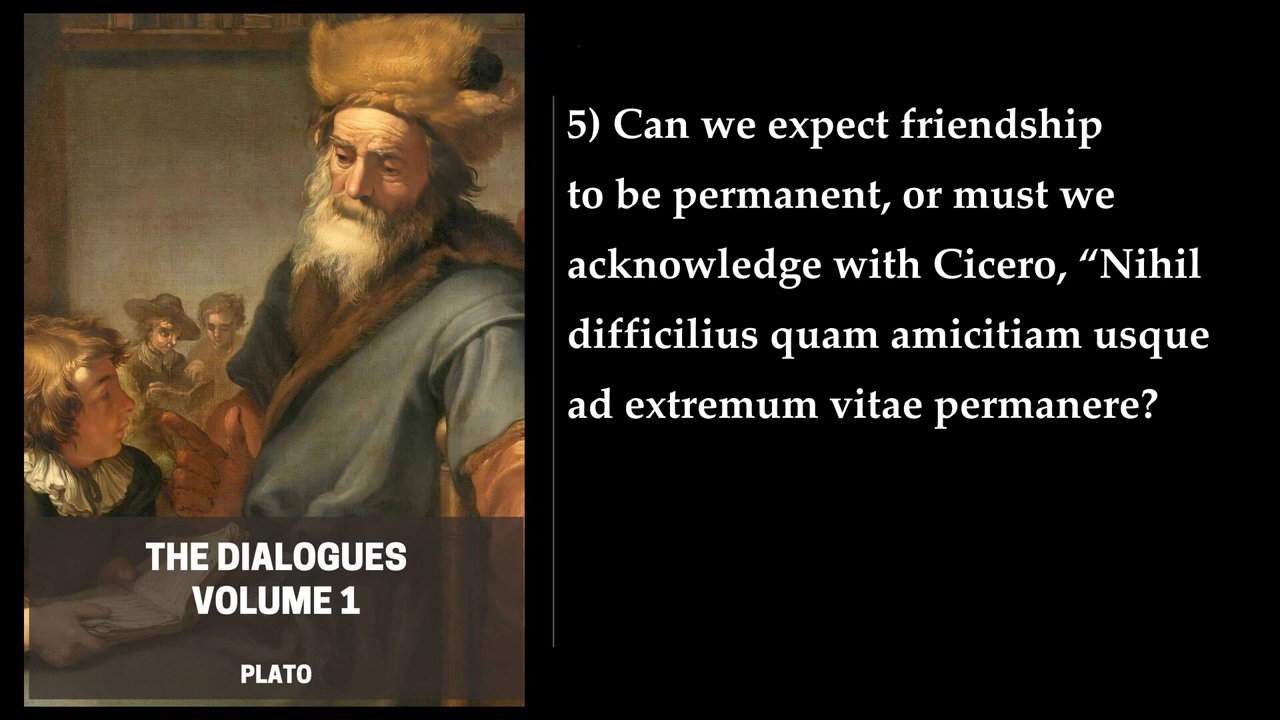 THE DIALOGUES
VOLUME 1
PLATO
5) Can we expect friendship
to be permanent, or must we
acknowledge with Cicero, “Nihil
difficilius quam amicitiam usque
ad extremum vitae permanere?